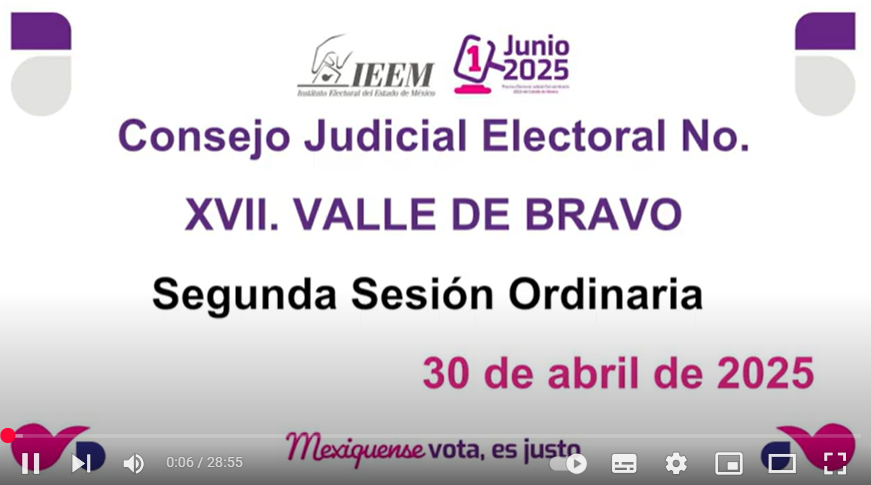 IEEM
Instituto Electoral del Estado de México
1 Junio
2025
Consejo Judicial Electoral No.
XVII. VALLE DE BRAVO
Segunda Sesión Ordinaria
30 de abril de 2025
Mexiquense vota, es justo
0:06 / 28:55